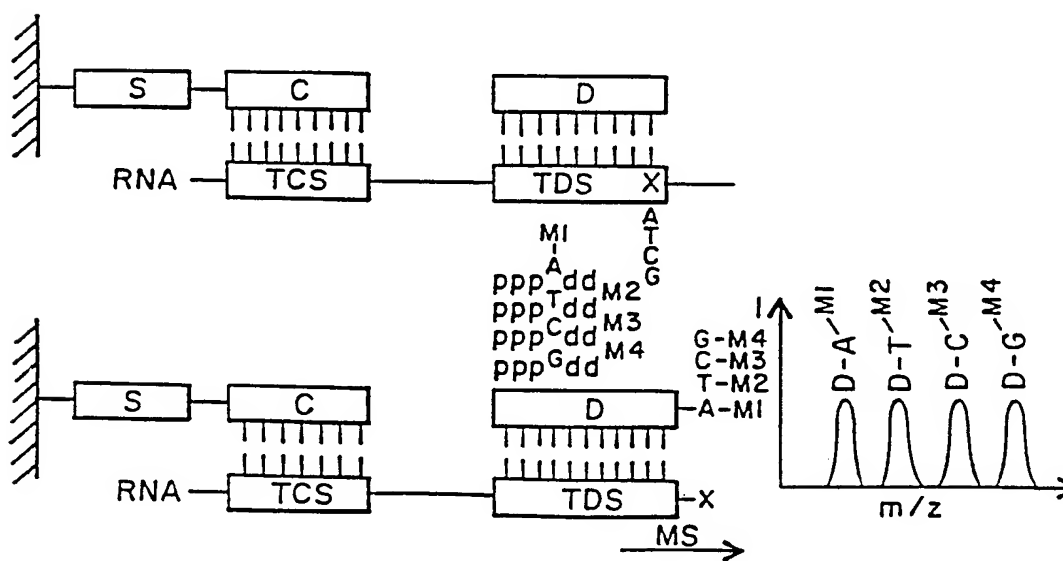 S C D
RNA TCS TDS X
A
T
C
G
M1
A
pppAdd
pppTdd M2
pppCdd M3
pppGdd M4
S C D
G-M4
C-M3
T-M2
A-M1
RNA TCS TDS X
MS
I
D-A-M1
D-T-M2
D-C-M3
D-G-M4
m/z